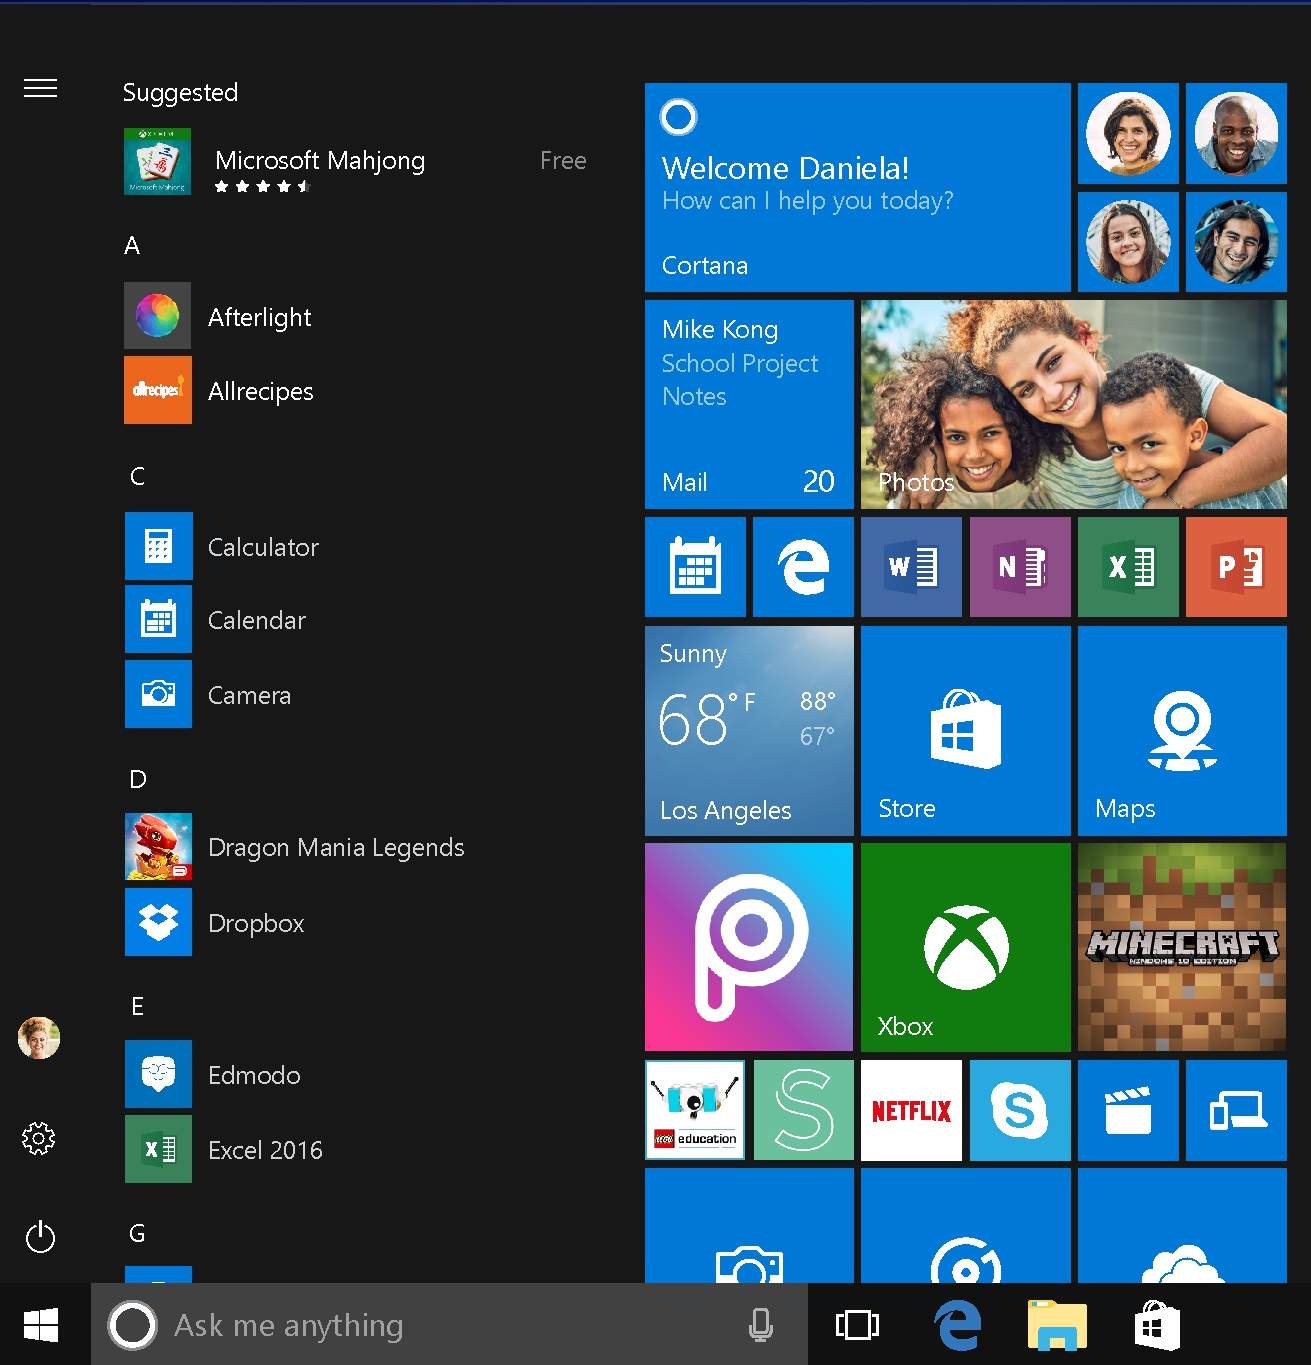 Suggested
Microsoft Mahjong
Microsoft Mahjong Free
A
Afterlight
allrecipes
Allrecipes
C
Calculator
Calendar
Camera
D
Dragon Mania Legends
Dropbox
E
Edmodo
X
Excel 2016
G
Welcome Daniela!
How can I help you today?
Cortana
Mike Kong
School Project
Notes
Mail 20
Photos
W N X P
Sunny
68° F 88°
67°
Los Angeles
Store
Maps
Xbox
MINECRAFT
WINDOWS 10 EDITION
LEGO education
S
NETFLIX
S
Ask me anything